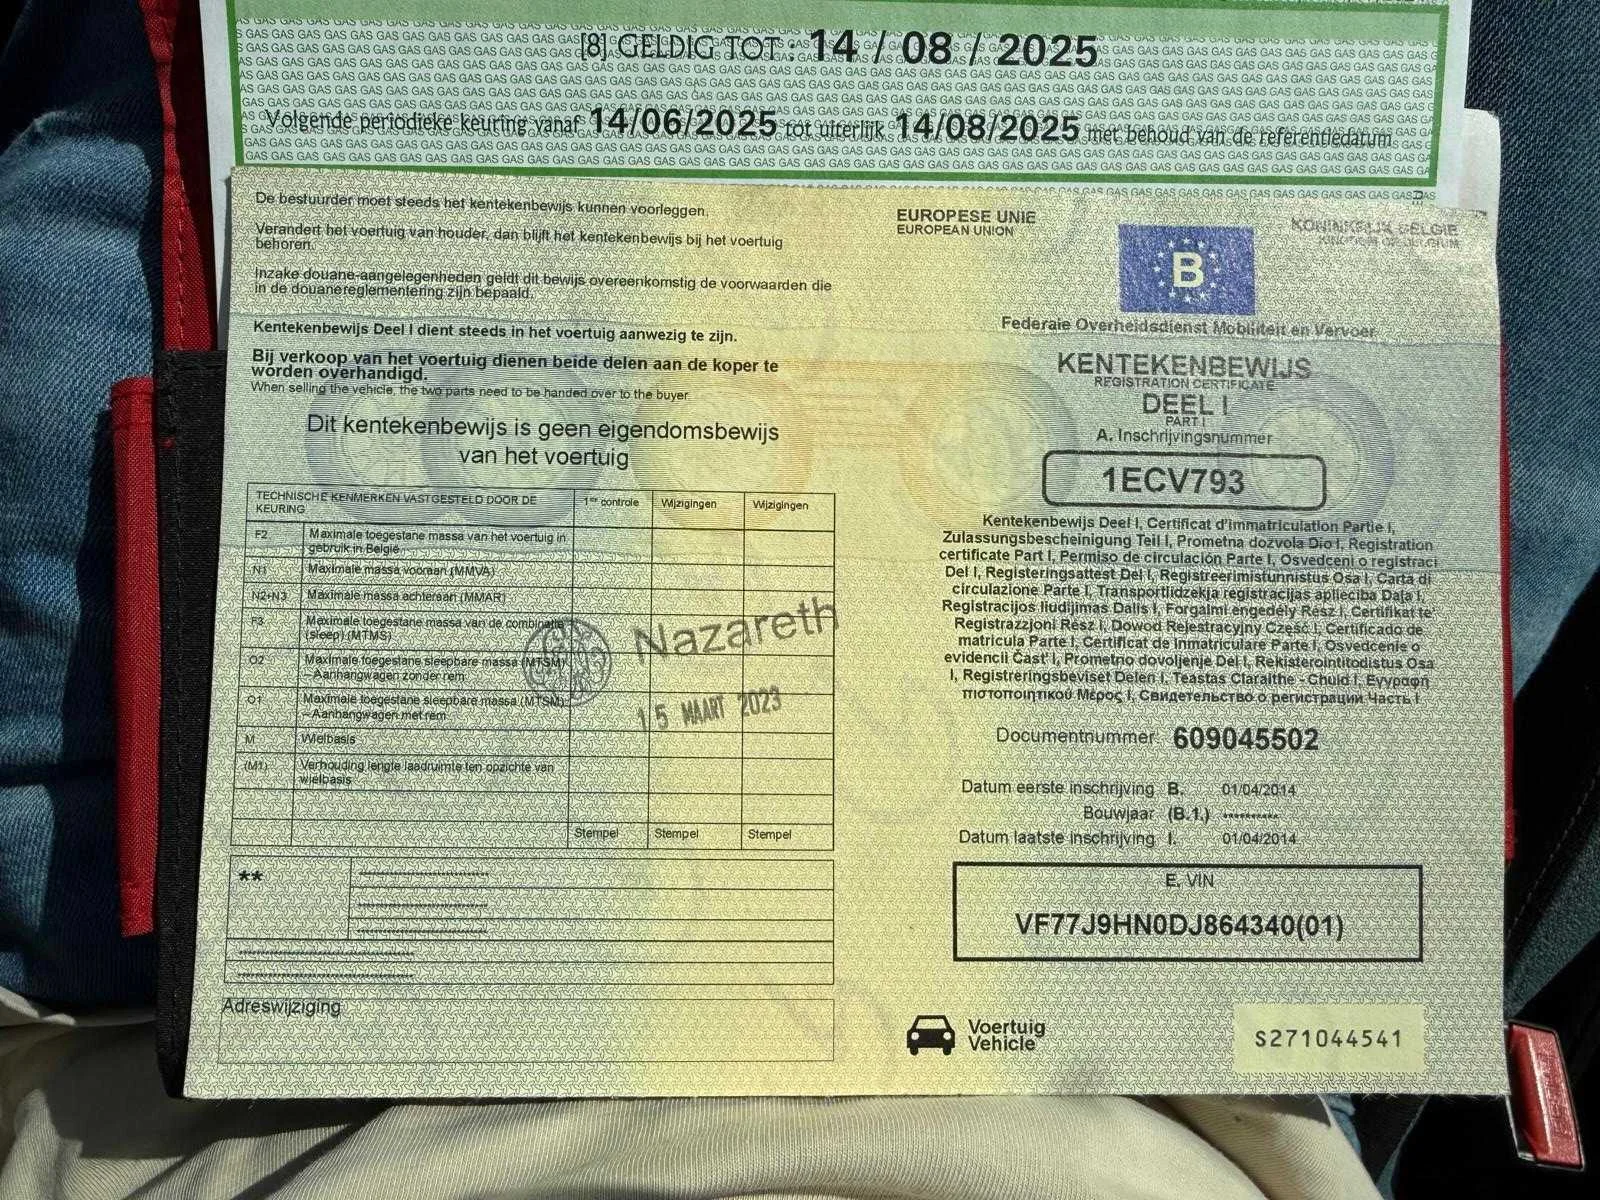 [8] GELDIG TOT : 14 / 08 / 2025
Volgende periodieke keuring vanaf 14/06/2025 tot uiterlijk 14/08/2025 met behoud van de referentiedatum
De bestuurder moet steeds het kentekenbewijs kunnen voorleggen.
Verandert het voertuig van houder, dan blijft het kentekenbewijs bij het voertuig
behoren.
Inzake douane-aangelegenheden geldt dit bewijs overeenkomstig de voorwaarden die
in de douanereglementering zijn bepaald.
Kentekenbewijs Deel I dient steeds in het voertuig aanwezig te zijn.
Bij verkoop van het voertuig dienen beide delen aan de koper te
worden overhandigd.
When selling the vehicle, the two parts need to be handed over to the buyer.
Dit kentekenbewijs is geen eigendomsbewijs
van het voertuig
TECHNISCHE KENMERKEN VASTGESTELD DOOR DE
KEURING
1ste controle
Wijzigingen
Wijzigingen
F2 Maximale toegestane massa van het voertuig in
gebruik in België
N1 Maximale massa vooraan (MMVA)
N2+N3 Maximale massa achteraan (MMAR)
F3 Maximale toegestane massa van de combinatie
(sleep) (MTMS)
O2 Maximale toegestane sleepbare massa (MTSM)
– Aanhangwagen zonder rem
O1 Maximale toegestane sleepbare massa (MTSM)
– Aanhangwagen met rem
M Wielbasis
(M1) Verhouding lengte laadruimte ten opzichte van
wielbasis
Stempel Stempel Stempel
Nazareth
15 MAART 2023
**
Adreswijziging
EUROPESE UNIE
EUROPEAN UNION
B
KONINKRIJK BELGIE
KINGDOM OF BELGIUM
Federale Overheidsdienst Mobiliteit en Vervoer
KENTEKENBEWIJS
REGISTRATION CERTIFICATE
DEEL I
PART I
A. Inschrijvingsnummer
1ECV793
Kentekenbewijs Deel I, Certificat d'immatriculation Partie I,
Zulassungsbescheinigung Teil I, Prometna dozvola Dio I, Registration
certificate Part I, Permiso de circulación Parte I, Osvedceni o registraci
Del I, Registeringsattest Del I, Registreerimistunnistus Osa I, Carta di
circolazione Parte I, Transportlidzekja registracijas aplieciba Daļa I,
Registracijos liudijimas Dalis I, Forgalmi engedély Rész I, Certifikat te'
Registrazzjoni Rész I, Dowod Rejestracyjny Część I, Certificado de
matricula Parte I, Certificat de Inmatriculare Parte I, Osvedcenie o
evidencii Čast' I, Prometno dovoljenje Del I, Rekisterointitodistus Osa
I, Registreringsbeviset Delen I, Teastas Claraithe - Chuid I, Εγγραφη
πιστοποιητικού Μέρος I, Свидетельство о регистрации Часть I
Documentnummer 609045502
Datum eerste inschrijving B. 01/04/2014
Bouwjaar (B.1.) **********
Datum laatste inschrijving I. 01/04/2014
E. VIN
VF77J9HN0DJ864340(01)
Voertuig
Vehicle
S271044541